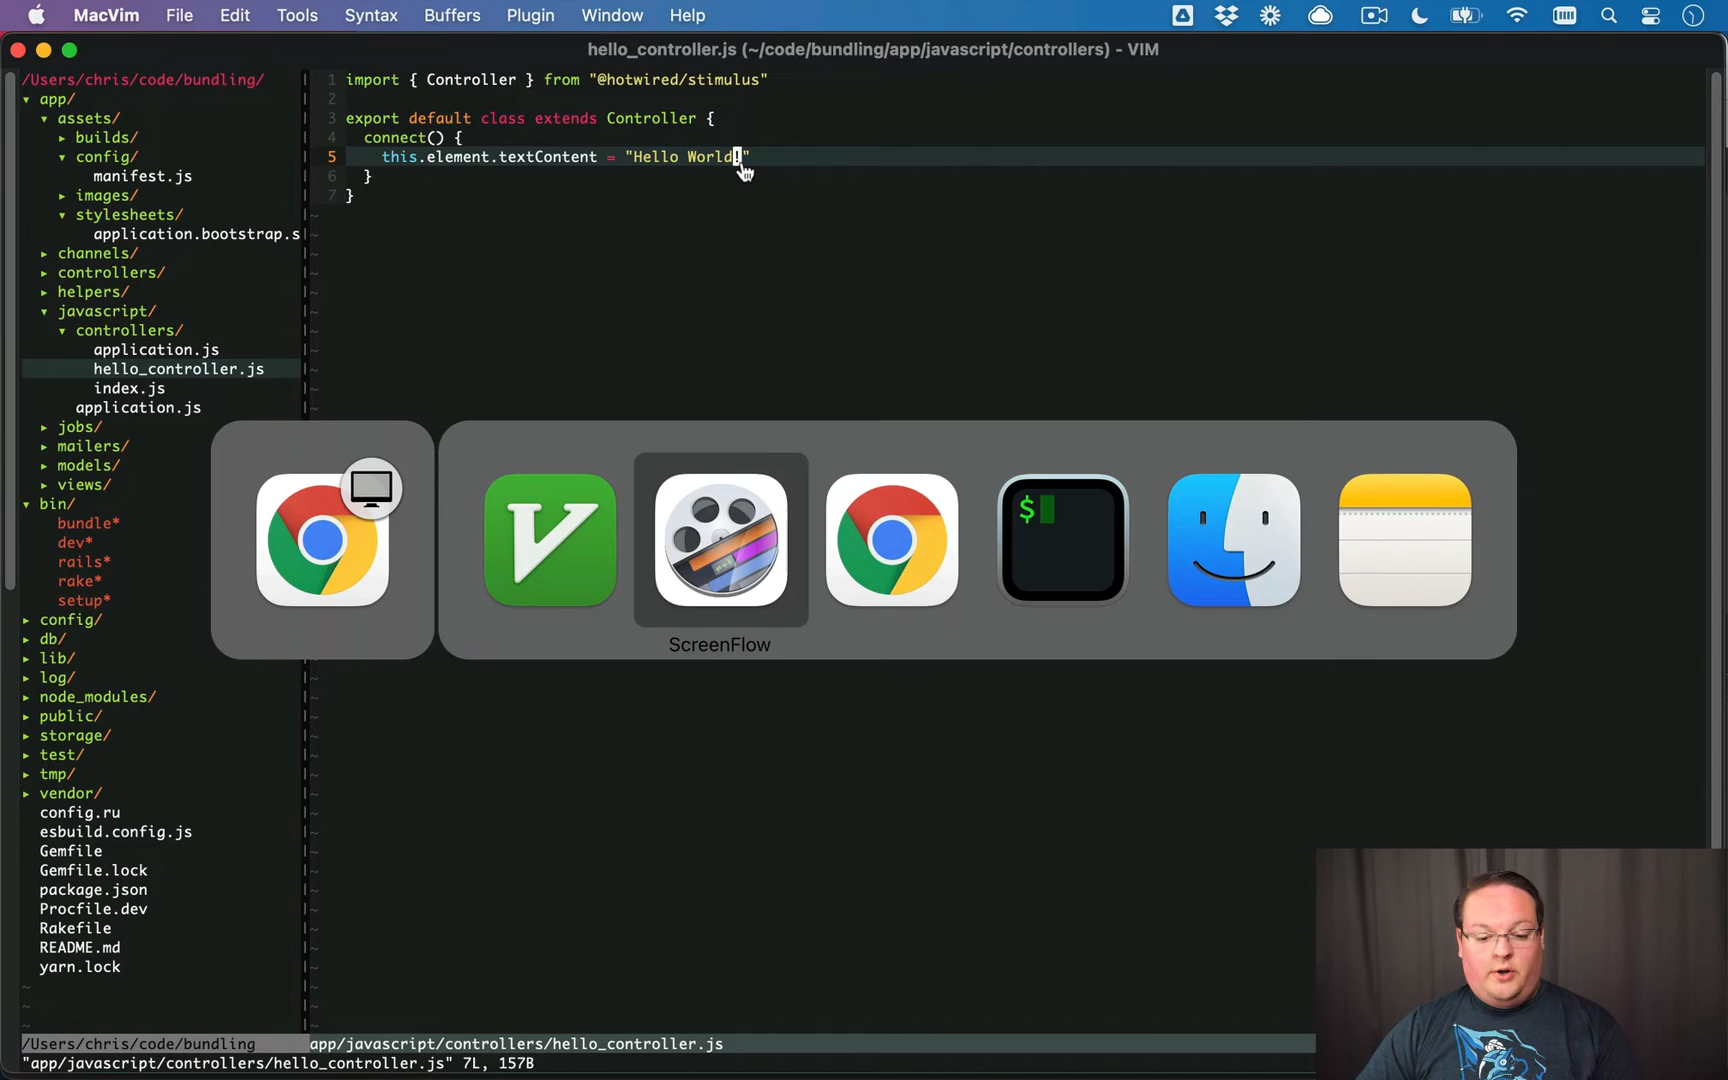 MacVim File Edit Tools Syntax Buffers Plugin Window Help
hello_controller.js (~/code/bundling/app/javascript/controllers) - VIM
/Users/chris/code/bundling/
▾ app/
▾ assets/
▸ builds/
▾ config/
manifest.js
▸ images/
▾ stylesheets/
application.bootstrap.s
▸ channels/
▸ controllers/
▸ helpers/
▾ javascript/
▾ controllers/
application.js
hello_controller.js
index.js
application.js
▸ jobs/
▸ mailers/
▸ models/
▸ views/
▾ bin/
bundle*
dev*
rails*
rake*
setup*
▸ config/
▸ db/
▸ lib/
▸ log/
▸ node_modules/
▸ public/
▸ storage/
▸ test/
▸ tmp/
▸ vendor/
config.ru
esbuild.config.js
Gemfile
Gemfile.lock
package.json
Procfile.dev
Rakefile
README.md
yarn.lock
1 import { Controller } from "@hotwired/stimulus"
2
3 export default class extends Controller {
4 connect() {
5 this.element.textContent = "Hello World!"
6 }
7 }
$
ScreenFlow
/Users/chris/code/bundling app/javascript/controllers/hello_controller.js
"app/javascript/controllers/hello_controller.js" 7L, 157B